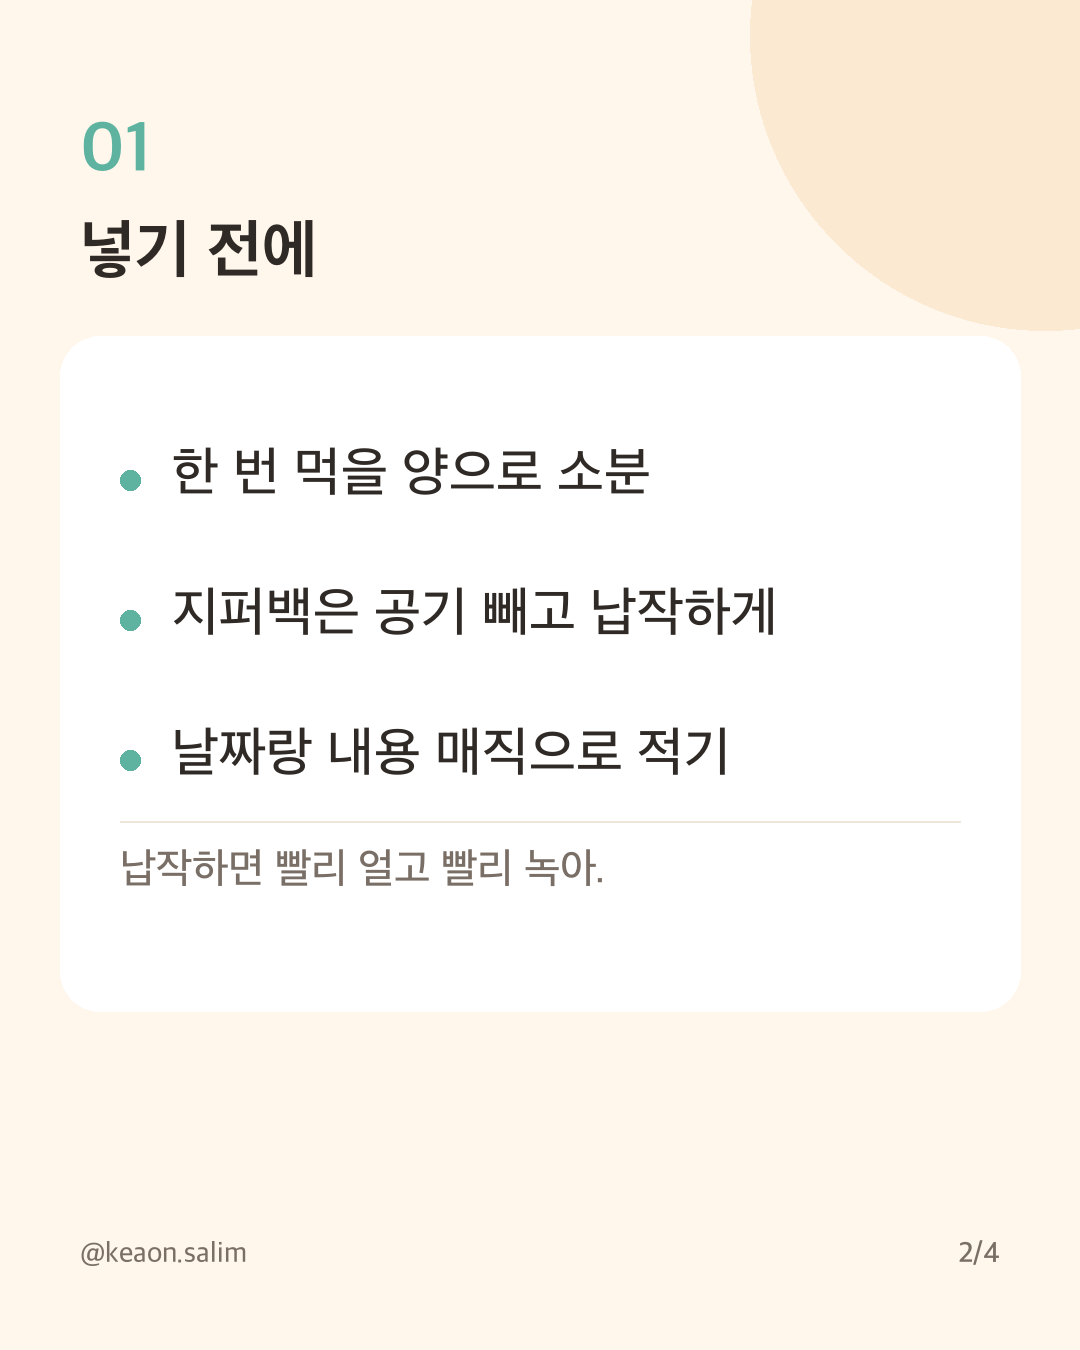 01
넣기 전에
한 번 먹을 양으로 소분
지퍼백은 공기 빼고 납작하게
날짜랑 내용 매직으로 적기
납작하면 빨리 얼고 빨리 녹아.
@keaon.salim
2/4